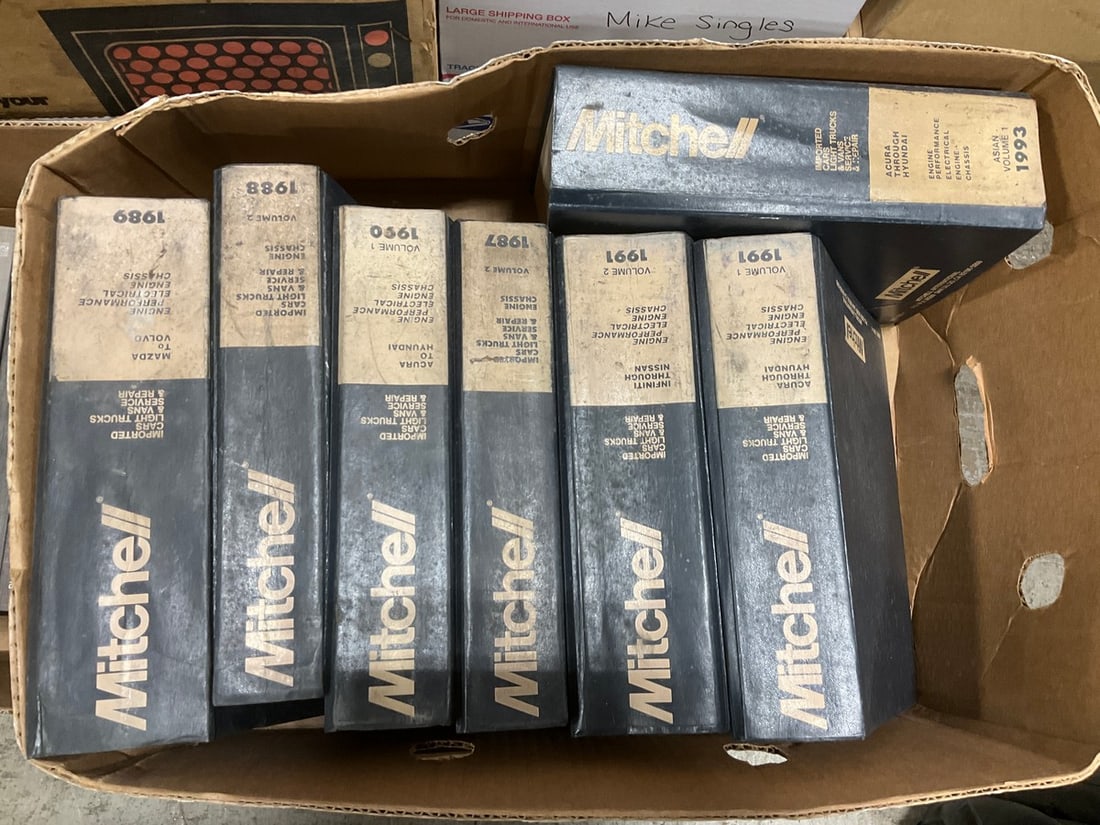 your
LARGE SHIPPING BOX
FOR DOMESTIC AND INTERNATIONAL USE
Mike Singles
TRAC
Mitchell
IMPORTED
CARS
LIGHT TRUCKS
& VANS
SERVICE
& REPAIR
ACURA
THROUGH
HYUNDAI
ENGINE
PERFORMANCE
ELECTRICAL
ENGINE
CHASSIS
ASIAN
VOLUME 1
1993
Mitchell
1989
CHASSIS
ENGINE
ELECTRICAL
PERFORMANCE
ENGINE
MAZDA
TO
VOLVO
IMPORTED
CARS
LIGHT TRUCKS
& VANS
SERVICE
& REPAIR
Mitchell
1988
VOLUME 2
ENGINE
CHASSIS
IMPORTED
CARS
LIGHT TRUCKS
& VANS
SERVICE
& REPAIR
Mitchell
1990
VOLUME 1
ENGINE
PERFORMANCE
ELECTRICAL
ENGINE
CHASSIS
ACURA
TO
HYUNDAI
IMPORTED
CARS
LIGHT TRUCKS
& VANS
SERVICE
& REPAIR
Mitchell
1987
VOLUME 2
ENGINE
CHASSIS
IMPORTED
CARS
LIGHT TRUCKS
& VANS
SERVICE
& REPAIR
Mitchell
1991
VOLUME 2
ENGINE
PERFORMANCE
ELECTRICAL
ENGINE
CHASSIS
INFINITI
THROUGH
NISSAN
IMPORTED
CARS
LIGHT TRUCKS
& VANS
SERVICE
& REPAIR
Mitchell
1991
VOLUME 1
ENGINE
PERFORMANCE
ELECTRICAL
ENGINE
CHASSIS
ACURA
THROUGH
HYUNDAI
IMPORTED
CARS
LIGHT TRUCKS
& VANS
SERVICE
& REPAIR
Mitchell
Mitchell